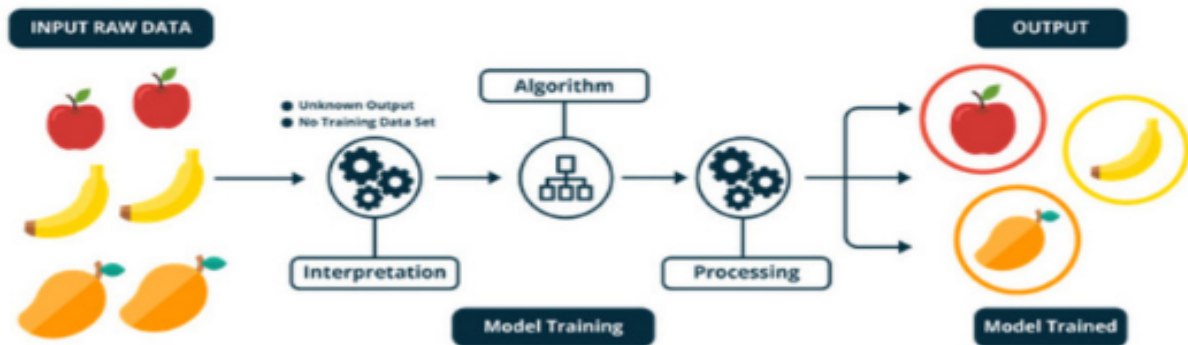 INPUT RAW DATA
OUTPUT
Algorithm
Unknown Output
No Training Data Set
Interpretation
Processing
Model Training
Model Trained